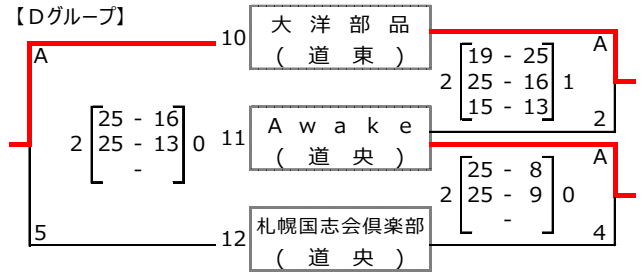 【Dグループ】
10
大 洋 部 品
( 道 東 )
A
A
19 - 25
2 25 - 16 1
15 - 13
2
25 - 16
2 25 - 13 0
-
11
A w a k e
( 道 央 )
A
25 - 8
2 25 - 9 0
-
5
12
札幌国志会倶楽部
( 道 央 )
4